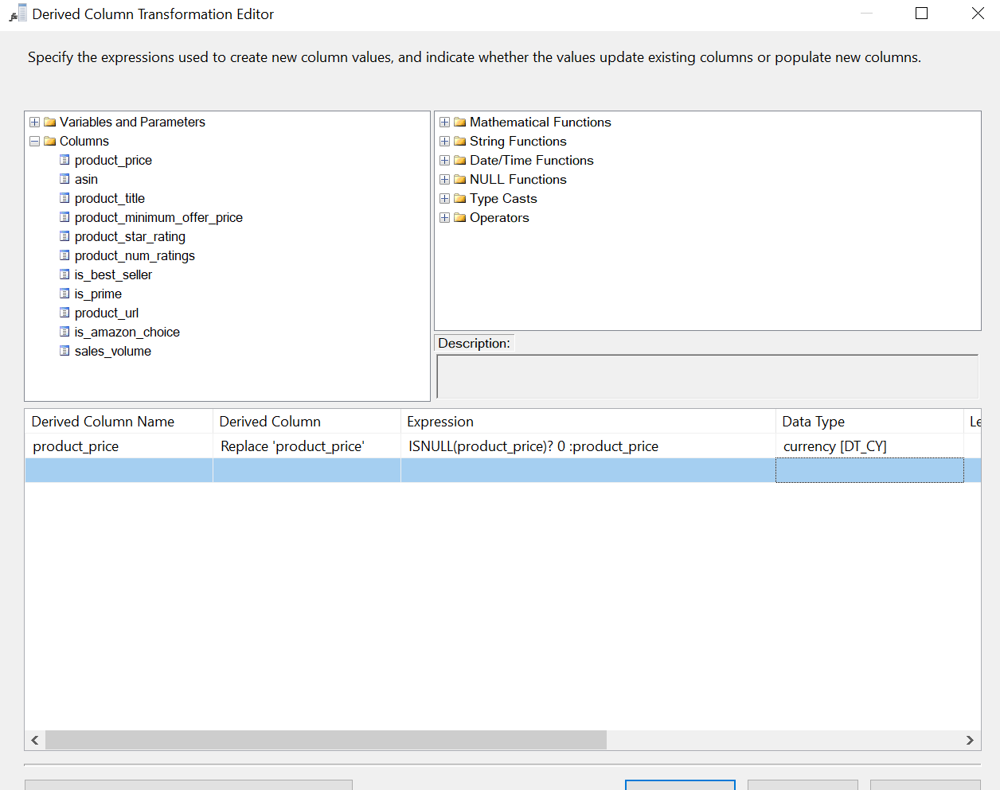 Derived Column Transformation Editor
Specify the expressions used to create new column values, and indicate whether the values update existing columns or populate new columns.
Variables and Parameters
Columns
product_price
asin
product_title
product_minimum_offer_price
product_star_rating
product_num_ratings
is_best_seller
is_prime
product_url
is_amazon_choice
sales_volume
Mathematical Functions
String Functions
Date/Time Functions
NULL Functions
Type Casts
Operators
Description:
Derived Column Name Derived Column Expression Data Type Le
product_price Replace 'product_price' ISNULL(product_price)? 0 :product_price currency [DT_CY]